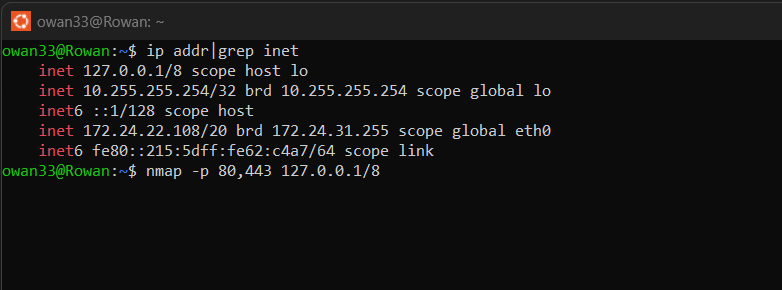 owan33@Rowan: ~
owan33@Rowan:~$ ip addr|grep inet
inet 127.0.0.1/8 scope host lo
inet 10.255.255.254/32 brd 10.255.255.254 scope global lo
inet6 ::1/128 scope host
inet 172.24.22.108/20 brd 172.24.31.255 scope global eth0
inet6 fe80::215:5dff:fe62:c4a7/64 scope link
owan33@Rowan:~$ nmap -p 80,443 127.0.0.1/8